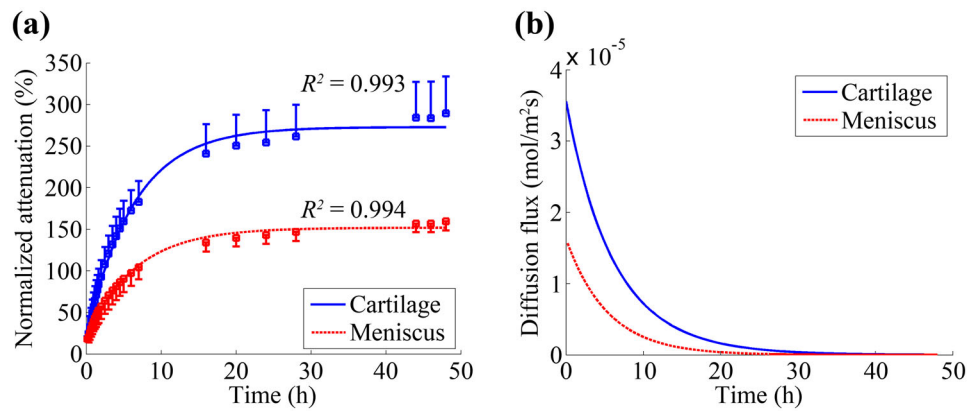 (a)
Normalized attenuation (%)
350
300
250
200
150
100
50
0
R² = 0.993
R² = 0.994
Cartilage
Meniscus
0 10 20 30 40 50
Time (h)
(b)
× 10⁻⁵
Diffusion flux (mol/m²s)
4
3
2
1
0
Cartilage
Meniscus
0 10 20 30 40 50
Time (h)